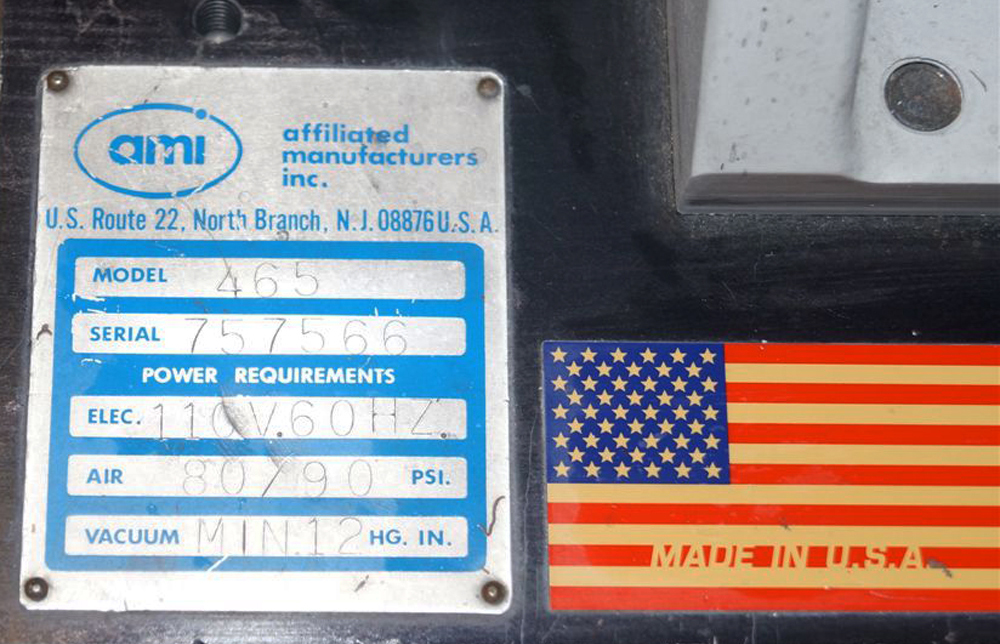 ami
affiliated
manufacturers
inc.
U.S. Route 22, North Branch, N.J. 08876 U.S.A.
MODEL 465
SERIAL 757566
POWER REQUIREMENTS
ELEC. 110V.60HZ.
AIR 80/90 PSI.
VACUUM MIN.12 HG. IN.
MADE IN U.S.A.